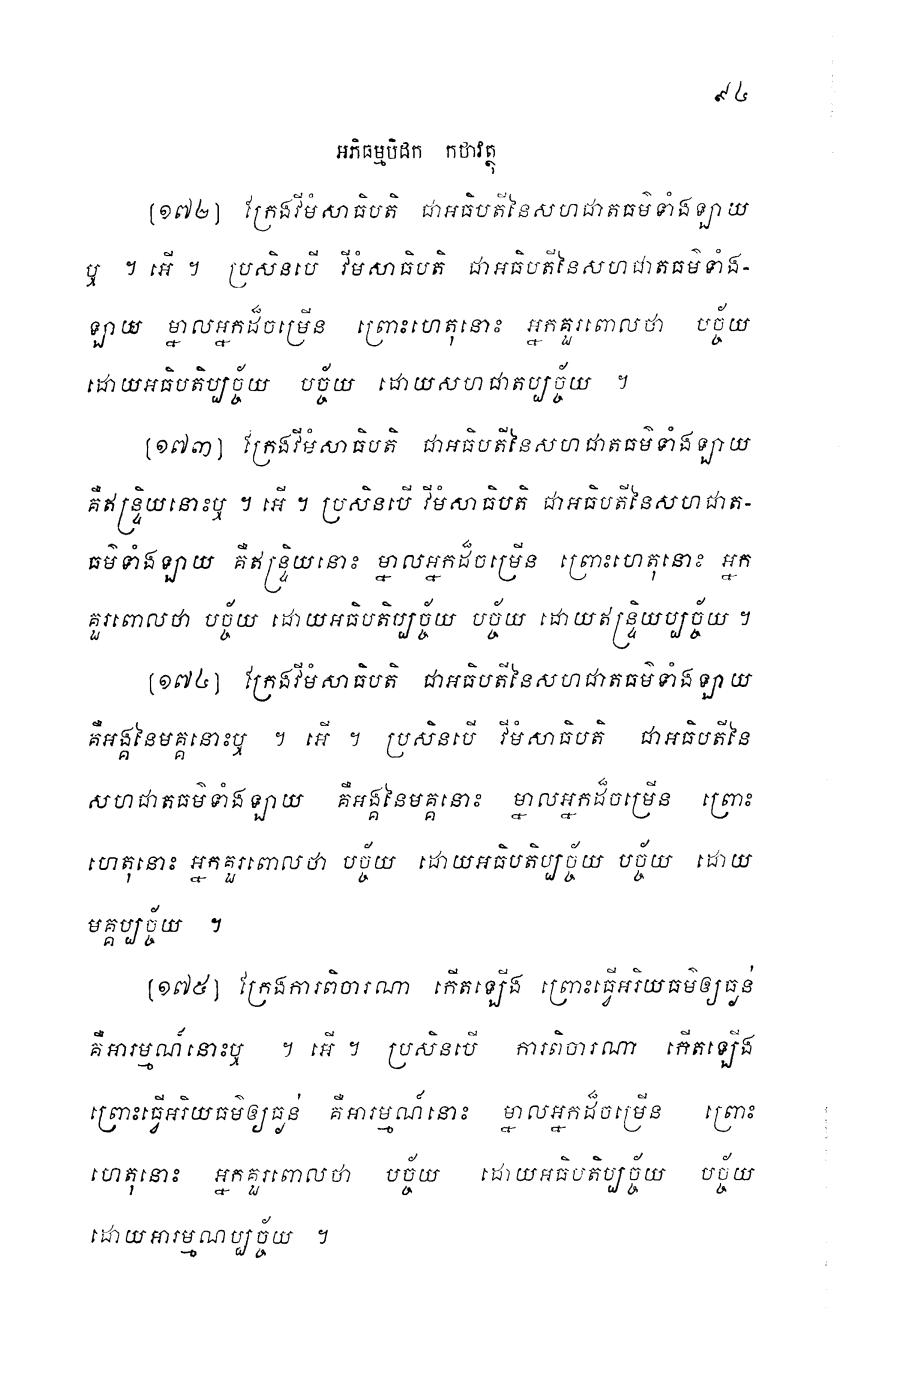 ៩៤
អភិធម្មបិដក កថាវត្ថុ
[១៧២] ក្រែងវីមំសាធិបតិ ជាអធិបតីនៃសហជាតធម៌ទាំងឡាយ
ឬ ។ អើ ។ ប្រសិនបើ វីមំសាធិបតិ ជាអធិបតីនៃសហជាតធម៌ទាំង-
ឡាយ ម្នាលអ្នកដ៏ចម្រើន ព្រោះហេតុនោះ អ្នកគួរពោលថា បច្ច័យ
ដោយអធិបតិប្បច្ច័យ បច្ច័យ ដោយសហជាតប្បច្ច័យ ។
[១៧៣] ក្រែងវីមំសាធិបតិ ជាអធិបតីនៃសហជាតធម៌ទាំងឡាយ
គឺឥន្ទ្រិយនោះឬ ។ អើ ។ ប្រសិនបើ វីមំសាធិបតិ ជាអធិបតីនៃសហជាត-
ធម៌ទាំងឡាយ គឺឥន្ទ្រិយនោះ ម្នាលអ្នកដ៏ចម្រើន ព្រោះហេតុនោះ អ្នក
គួរពោលថា បច្ច័យ ដោយអធិបតិប្បច្ច័យ បច្ច័យ ដោយឥន្ទ្រិយប្បច្ច័យ ។
[១៧៤] ក្រែងវីមំសាធិបតិ ជាអធិបតីនៃសហជាតធម៌ទាំងឡាយ
គឺអង្គនៃមគ្គនោះឬ ។ អើ ។ ប្រសិនបើ វីមំសាធិបតិ ជាអធិបតីនៃ
សហជាតធម៌ទាំងឡាយ គឺអង្គនៃមគ្គនោះ ម្នាលអ្នកដ៏ចម្រើន ព្រោះ
ហេតុនោះ អ្នកគួរពោលថា បច្ច័យ ដោយអធិបតិប្បច្ច័យ បច្ច័យ ដោយ
មគ្គប្បច្ច័យ ។
[១៧៥] ក្រែងការពិចារណា កើតឡើង ព្រោះធ្វើអរិយធម៌ឲ្យធ្ងន់
គឺអារម្មណ៍នោះឬ ។ អើ ។ ប្រសិនបើ ការពិចារណា កើតឡើង
ព្រោះធ្វើអរិយធម៌ឲ្យធ្ងន់ គឺអារម្មណ៍នោះ ម្នាលអ្នកដ៏ចម្រើន ព្រោះ
ហេតុនោះ អ្នកគួរពោលថា បច្ច័យ ដោយអធិបតិប្បច្ច័យ បច្ច័យ
ដោយអារម្មណប្បច្ច័យ ។